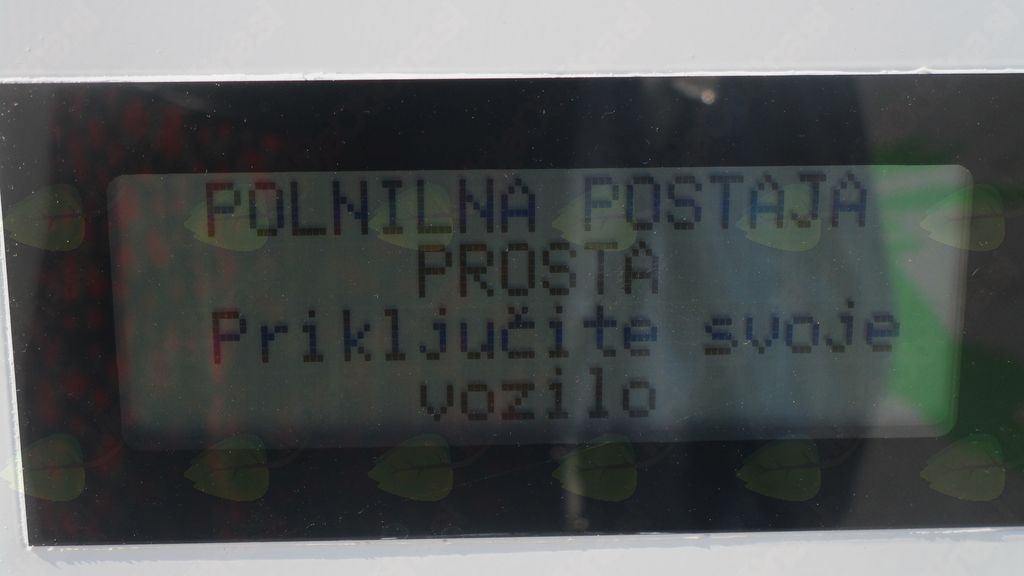 POLNILNA POSTAJA
PROSTA
Priključite svoje
vozilo